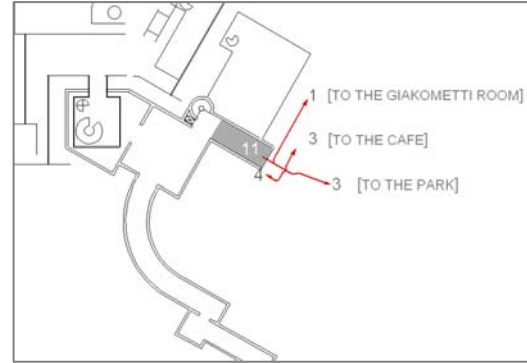 1 [TO THE GIAKOMETTI ROOM]
3 [TO THE CAFE]
11
4
3 [TO THE PARK]